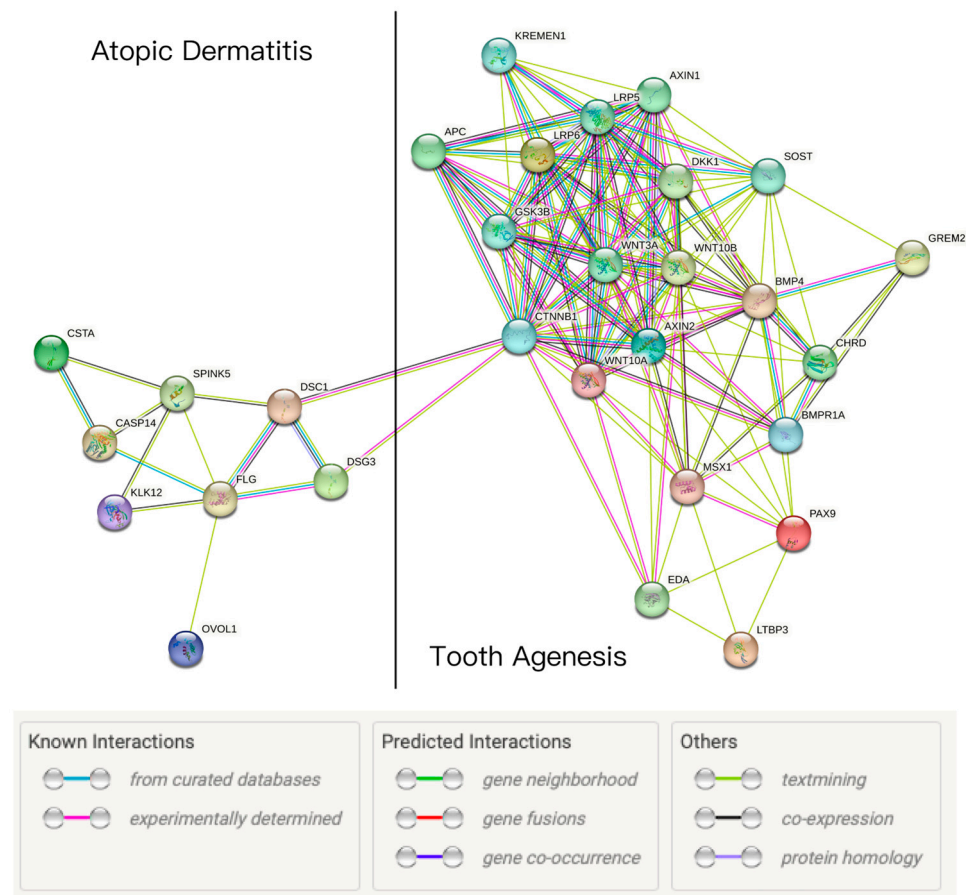 Atopic Dermatitis
KREMEN1
AXIN1
LRP5
APC
LRP6
DKK1
SOST
GSK3B
GREM2
WNT3A
WNT10B
BMP4
CTNNB1
AXIN2
CHRD
CSTA
WNT10A
SPINK5
DSC1
BMPR1A
CASP14
DSG3
MSX1
KLK12
FLG
PAX9
EDA
OVOL1
LTBP3
Tooth Agenesis
Known Interactions
from curated databases
experimentally determined
Predicted Interactions
gene neighborhood
gene fusions
gene co-occurrence
Others
textmining
co-expression
protein homology